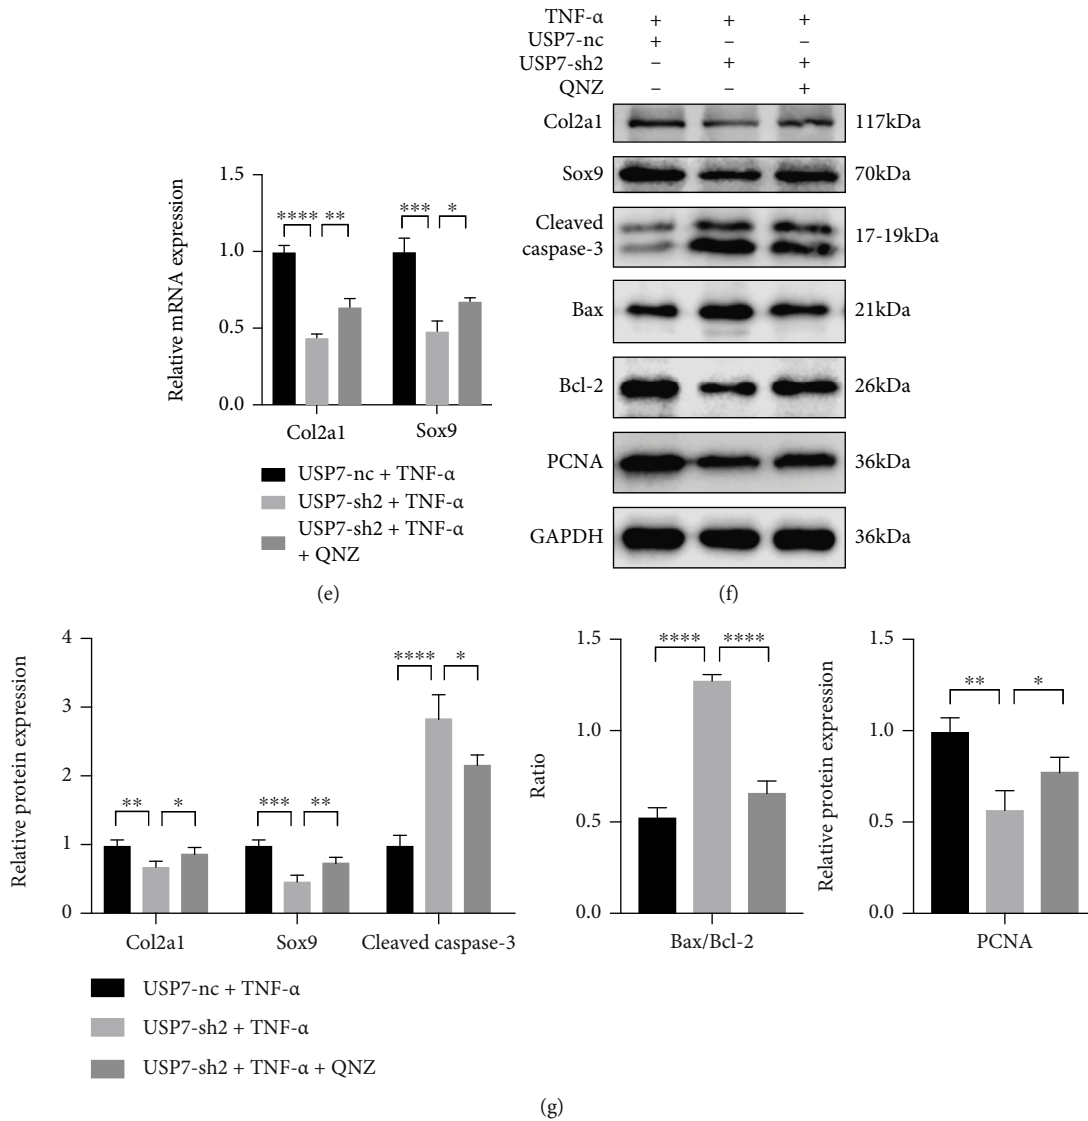 TNF-α + + +
USP7-nc + – –
USP7-sh2 – + +
QNZ – – +
Col2a1 117kDa
Sox9 70kDa
Cleaved
caspase-3 17-19kDa
Bax 21kDa
Bcl-2 26kDa
PCNA 36kDa
GAPDH 36kDa
(f)
Relative mRNA expression
1.5
1.0
0.5
0.0
**** ** *** *
Col2a1 Sox9
USP7-nc + TNF-α
USP7-sh2 + TNF-α
USP7-sh2 + TNF-α
+ QNZ
(e)
Relative protein expression
4
3
2
1
0
** * *** ** **** *
Col2a1 Sox9 Cleaved caspase-3
Ratio
1.5
1.0
0.5
0.0
**** ****
Bax/Bcl-2
Relative protein expression
1.5
1.0
0.5
0.0
** *
PCNA
USP7-nc + TNF-α
USP7-sh2 + TNF-α
USP7-sh2 + TNF-α + QNZ
(g)